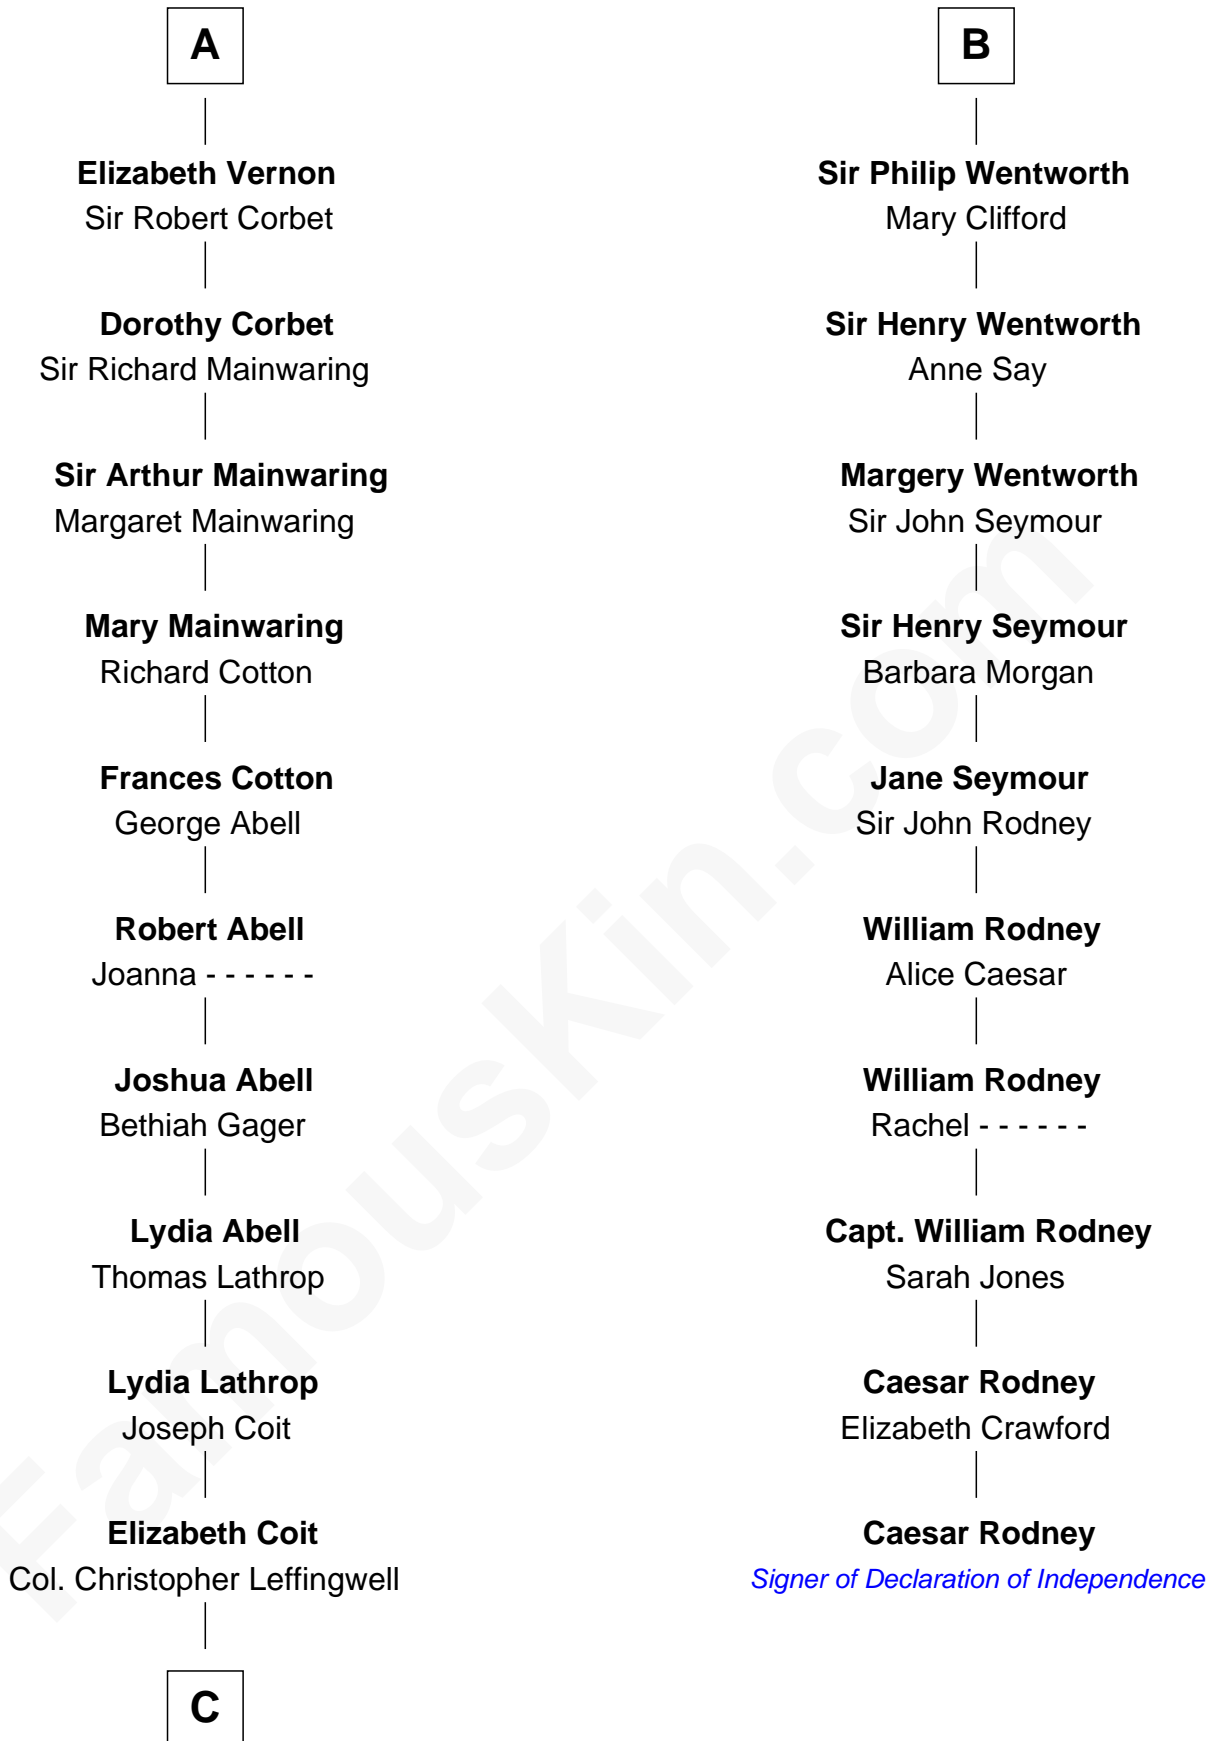 A
Elizabeth Vernon
Sir Robert Corbet
Dorothy Corbet
Sir Richard Mainwaring
Sir Arthur Mainwaring
Margaret Mainwaring
Mary Mainwaring
Richard Cotton
Frances Cotton
George Abell
Robert Abell
Joanna - - - - - -
Joshua Abell
Bethiah Gager
Lydia Abell
Thomas Lathrop
Lydia Lathrop
Joseph Coit
Elizabeth Coit
Col. Christopher Leffingwell
C
B
Sir Philip Wentworth
Mary Clifford
Sir Henry Wentworth
Anne Say
Margery Wentworth
Sir John Seymour
Sir Henry Seymour
Barbara Morgan
Jane Seymour
Sir John Rodney
William Rodney
Alice Caesar
William Rodney
Rachel - - - - - -
Capt. William Rodney
Sarah Jones
Caesar Rodney
Elizabeth Crawford
Caesar Rodney
Signer of Declaration of Independence
FamousKin.com